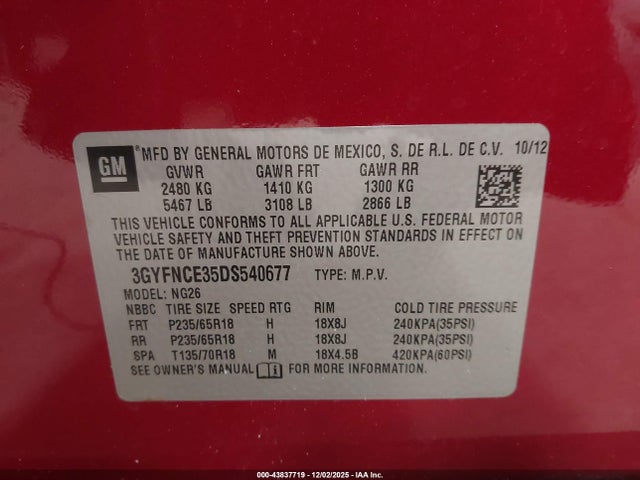 GM ®MFD BY GENERAL MOTORS DE MEXICO, S. DE R.L. DE C.V. 10/12
GVWR GAWR FRT GAWR RR
2480 KG 1410 KG 1300 KG
5467 LB 3108 LB 2866 LB
THIS VEHICLE CONFORMS TO ALL APPLICABLE U.S. FEDERAL MOTOR
VEHICLE SAFETY AND THEFT PREVENTION STANDARDS IN EFFECT ON
THE DATE OF MANUFACTURE SHOWN ABOVE.
3GYFNCE35DS540677 TYPE: M.P.V.
MODEL: NG26
NBBC TIRE SIZE SPEED RTG RIM COLD TIRE PRESSURE
FRT P235/65R18 H 18X8J 240KPA(35PSI)
RR P235/65R18 H 18X8J 240KPA(35PSI)
SPA T135/70R18 M 18X4.5B 420KPA(60PSI)
SEE OWNER'S MANUAL FOR MORE INFORMATION.
000-43837719 - 12/02/2025 - IAA Inc.